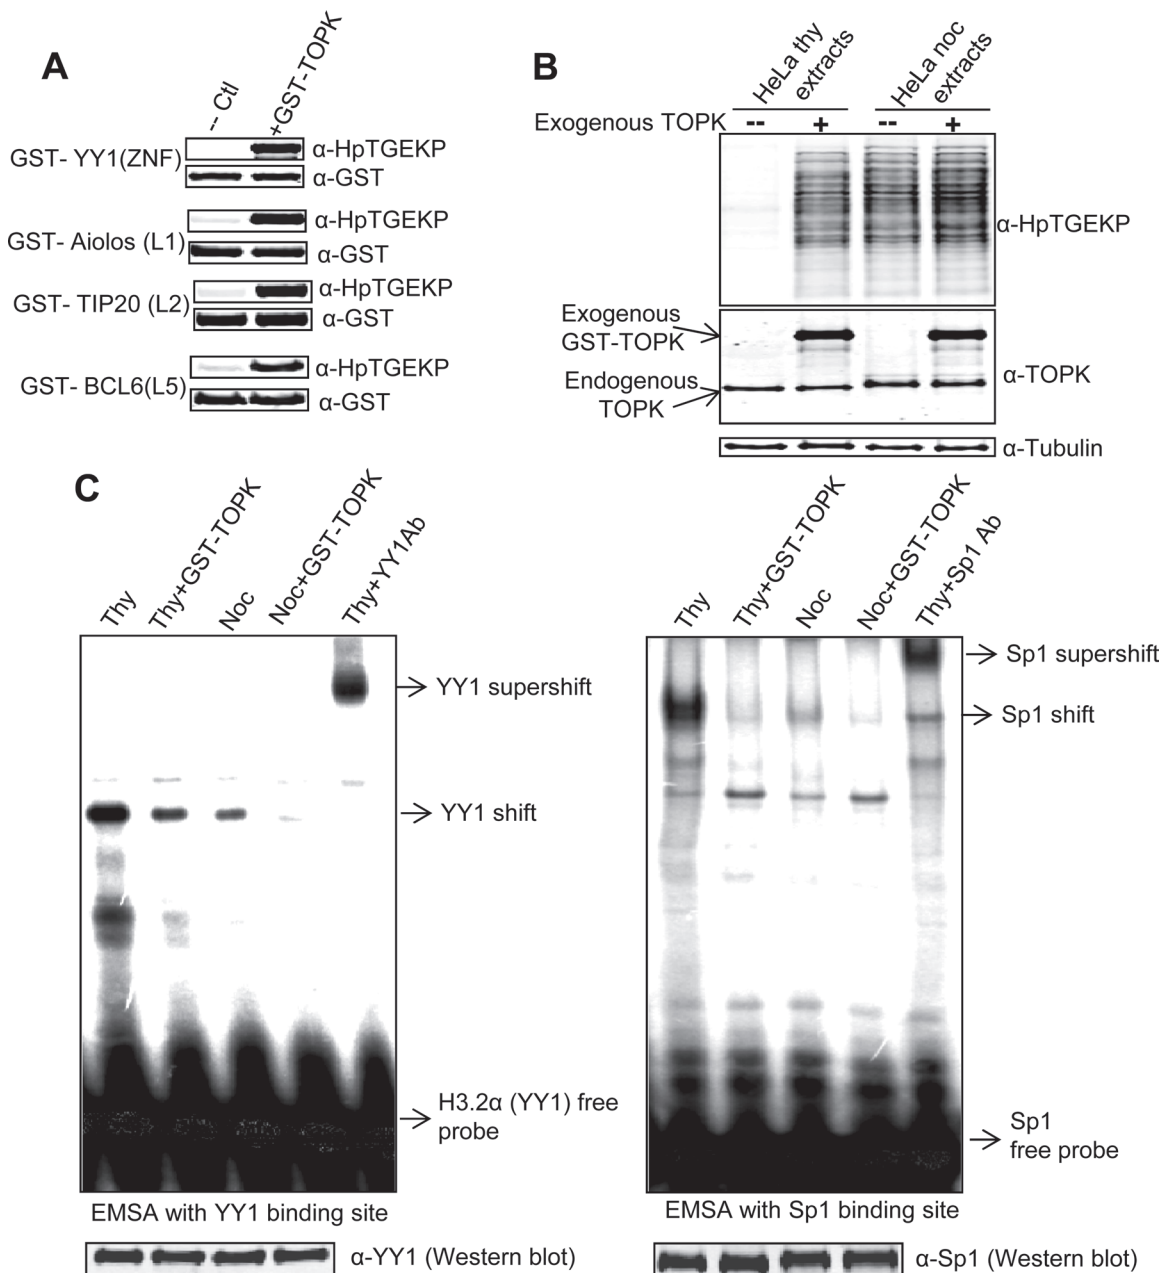 A
-- Ctl
+GST-TOPK
GST- YY1(ZNF)
α-HpTGEKP
α-GST
GST- Aiolos (L1)
α-HpTGEKP
α-GST
GST- TIP20 (L2)
α-HpTGEKP
α-GST
GST- BCL6(L5)
α-HpTGEKP
α-GST
B
HeLa thy
extracts
HeLa noc
extracts
Exogenous TOPK
-- + -- +
α-HpTGEKP
Exogenous
GST-TOPK
Endogenous
TOPK
α-TOPK
α-Tubulin
C
Thy
Thy+GST-TOPK
Noc
Noc+GST-TOPK
Thy+YY1Ab
YY1 supershift
YY1 shift
H3.2α (YY1) free
probe
EMSA with YY1 binding site
α-YY1 (Western blot)
Thy
Thy+GST-TOPK
Noc
Noc+GST-TOPK
Thy+Sp1 Ab
Sp1 supershift
Sp1 shift
Sp1
free probe
EMSA with Sp1 binding site
α-Sp1 (Western blot)